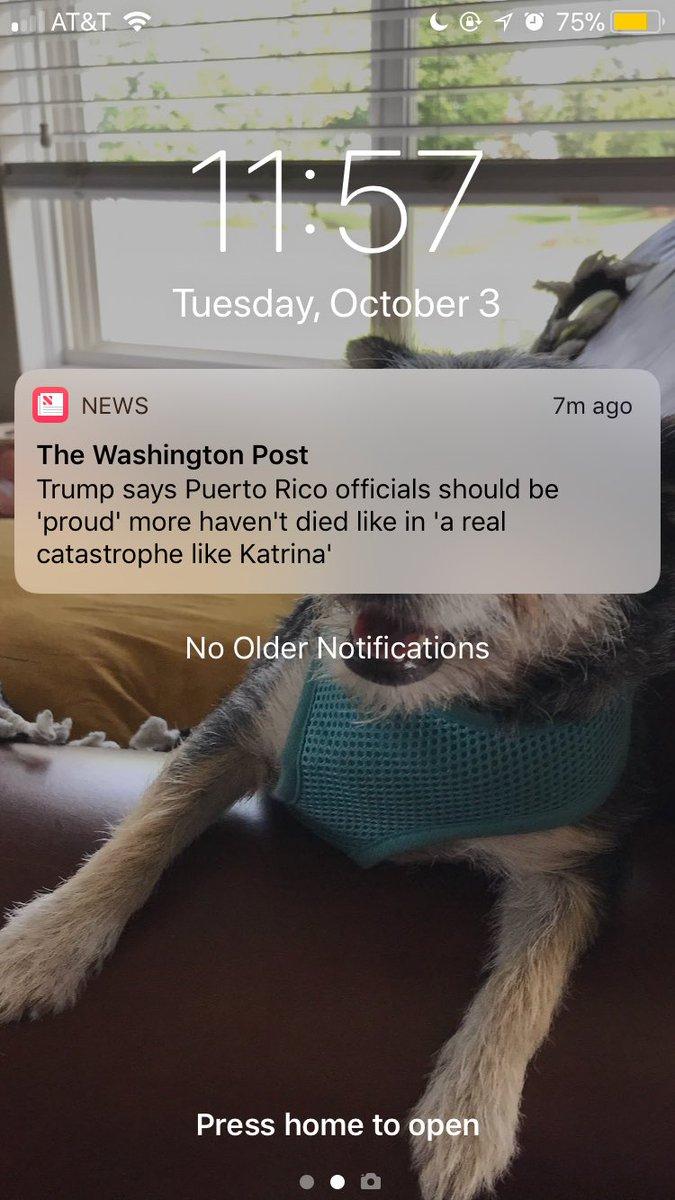 AT&T 75%
11:57
Tuesday, October 3
NEWS 7m ago
The Washington Post
Trump says Puerto Rico officials should be
'proud' more haven't died like in 'a real
catastrophe like Katrina'
No Older Notifications
Press home to open